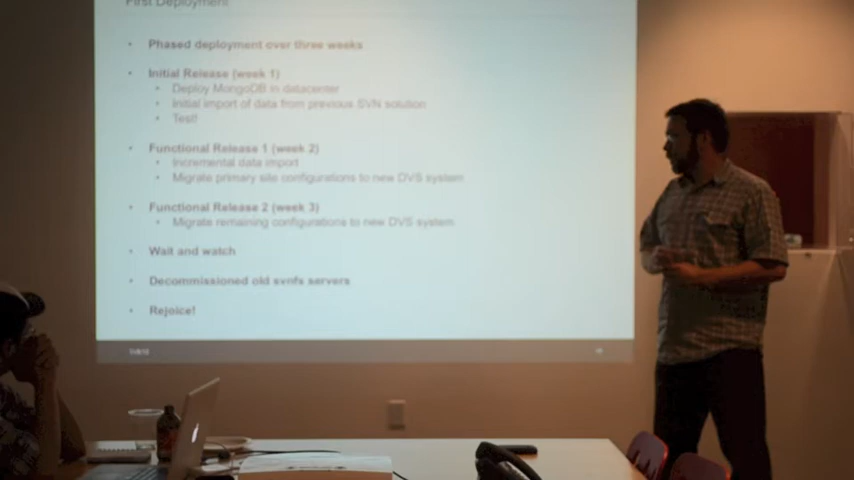 First Deployment
• Phased deployment over three weeks
• Initial Release (week 1)
• Deploy MongoDB in datacenter
• Initial import of data from previous SVN solution
• Test!
• Functional Release 1 (week 2)
• Incremental data import
• Migrate primary site configurations to new DVS system
• Functional Release 2 (week 3)
• Migrate remaining configurations to new DVS system
• Wait and watch
• Decommissioned old svnfs servers
• Rejoice!